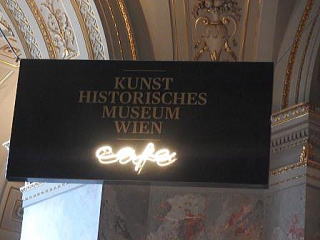 KUNST
HISTORISCHES
MUSEUM
WIEN
cafe